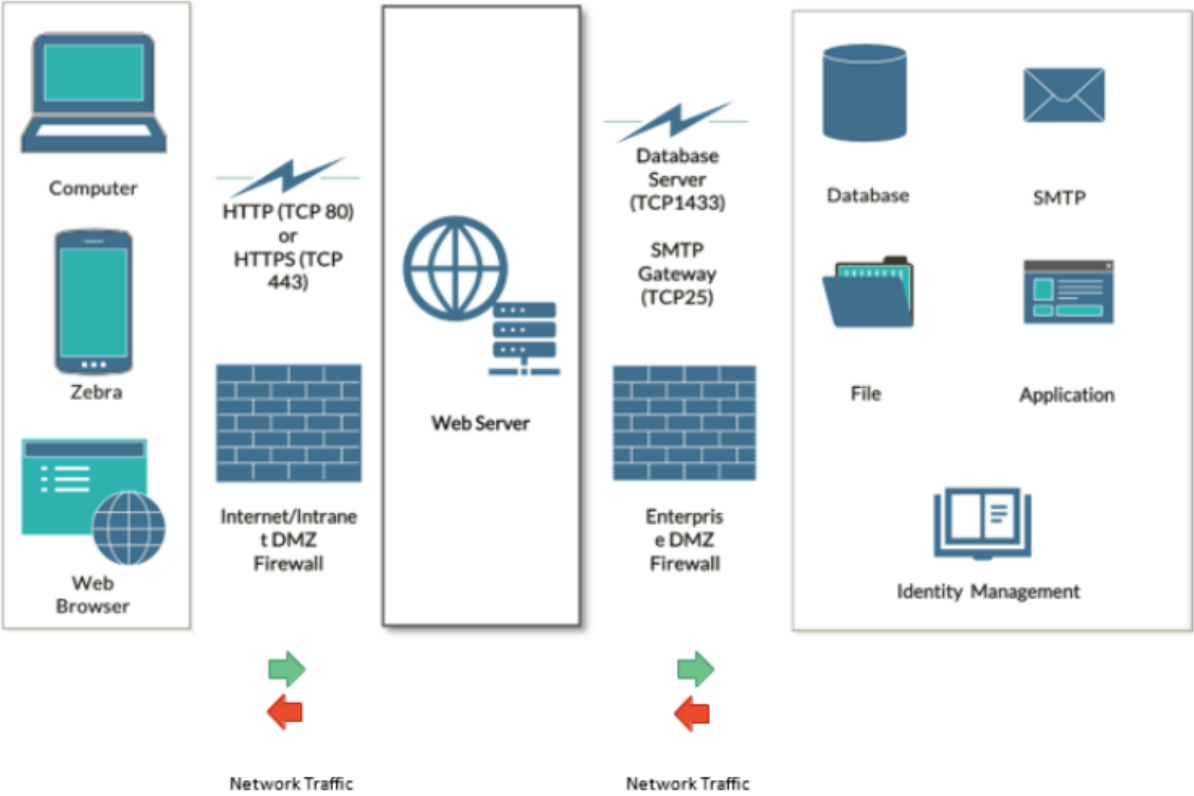 Computer
Zebra
Web
Browser
HTTP (TCP 80)
or
HTTPS (TCP
443)
Internet/Intrane
t DMZ
Firewall
Web Server
Database
Server
(TCP1433)
SMTP
Gateway
(TCP25)
Enterpris
e DMZ
Firewall
Database
SMTP
File
Application
Identity Management
Network Traffic
Network Traffic